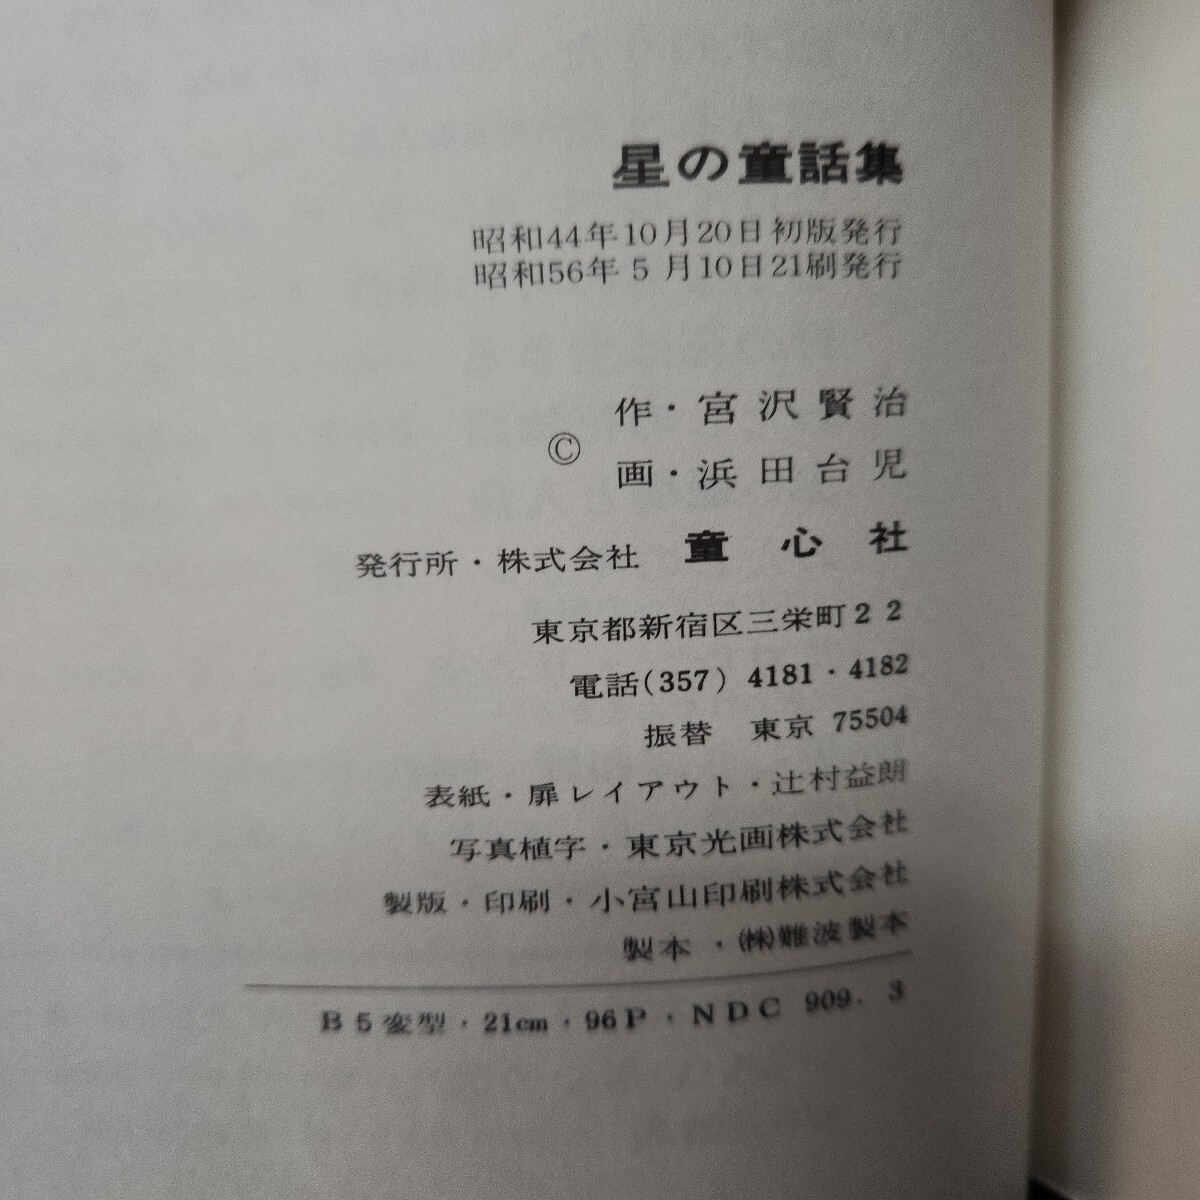 星の童話集
昭和44年10月20日初版発行
昭和56年5月10日21刷発行
作・宮沢賢治
©
画・浜田台児
発行所・株式会社 童心社
東京都新宿区三栄町22
電話(357) 4181・4182
振替 東京 75504
表紙・扉レイアウト・辻村益朗
写真植字・東京光画株式会社
製版・印刷・小宮山印刷株式会社
製本・㈱難波製本
B5変型・21cm・96P・NDC 909.3